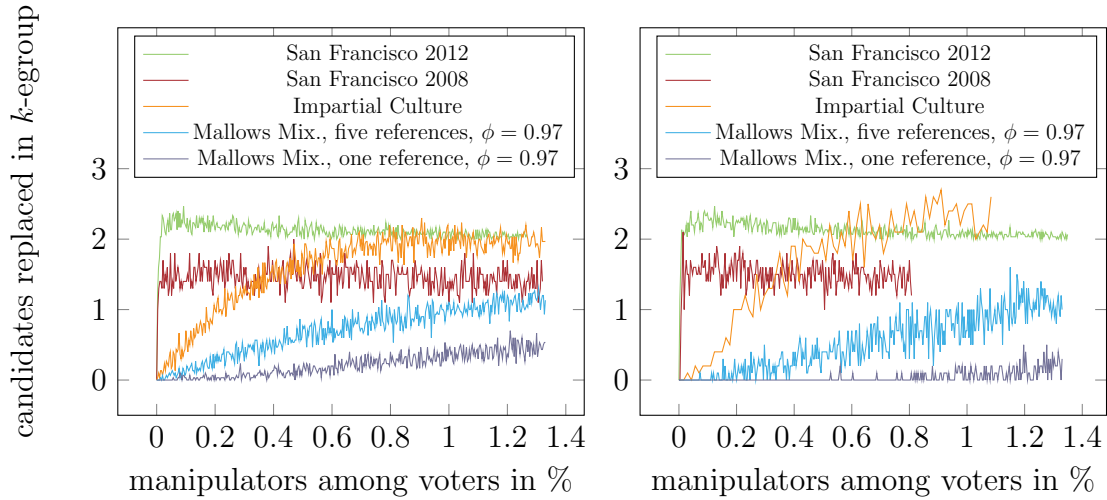 candidates replaced in k-egroup
San Francisco 2012
San Francisco 2008
Impartial Culture
Mallows Mix., five references, ϕ = 0.97
Mallows Mix., one reference, ϕ = 0.97
3
2
1
0
0 0.2 0.4 0.6 0.8 1 1.2 1.4
manipulators among voters in %
San Francisco 2012
San Francisco 2008
Impartial Culture
Mallows Mix., five references, ϕ = 0.97
Mallows Mix., one reference, ϕ = 0.97
3
2
1
0
0 0.2 0.4 0.6 0.8 1 1.2 1.4
manipulators among voters in %